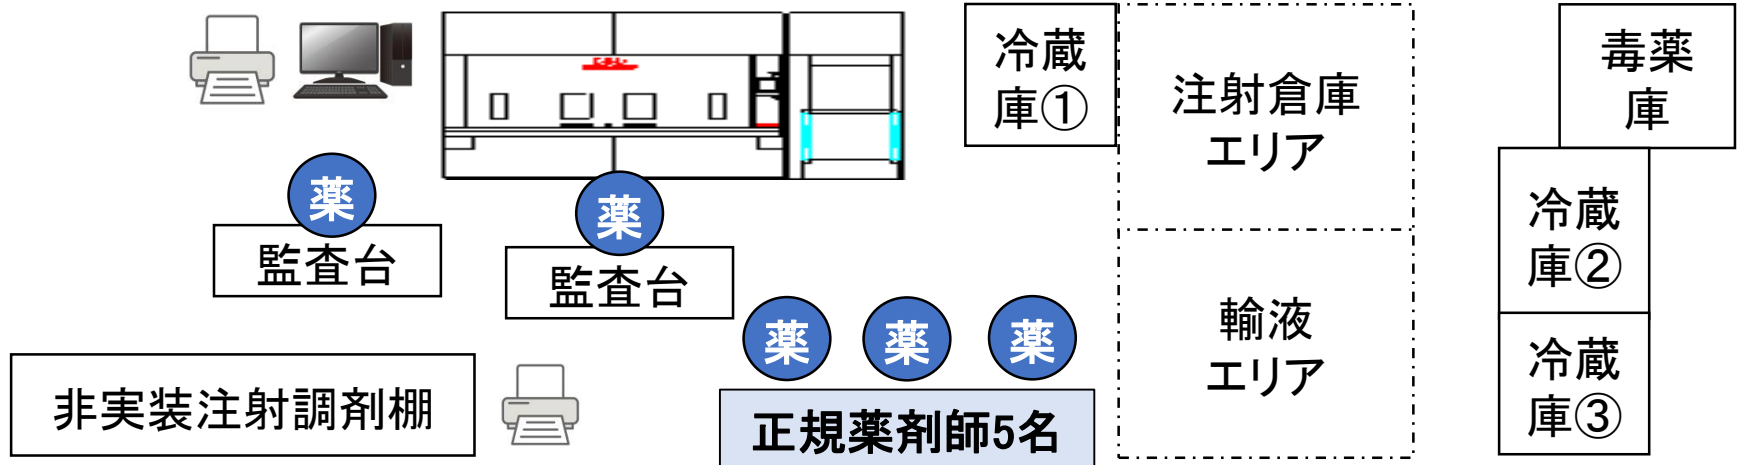 冷蔵
庫①
注射倉庫
エリア
毒薬
庫
薬
監査台
薬
監査台
冷蔵
庫②
輸液
エリア
薬
薬
薬
冷蔵
庫③
非実装注射調剤棚
正規薬剤師5名